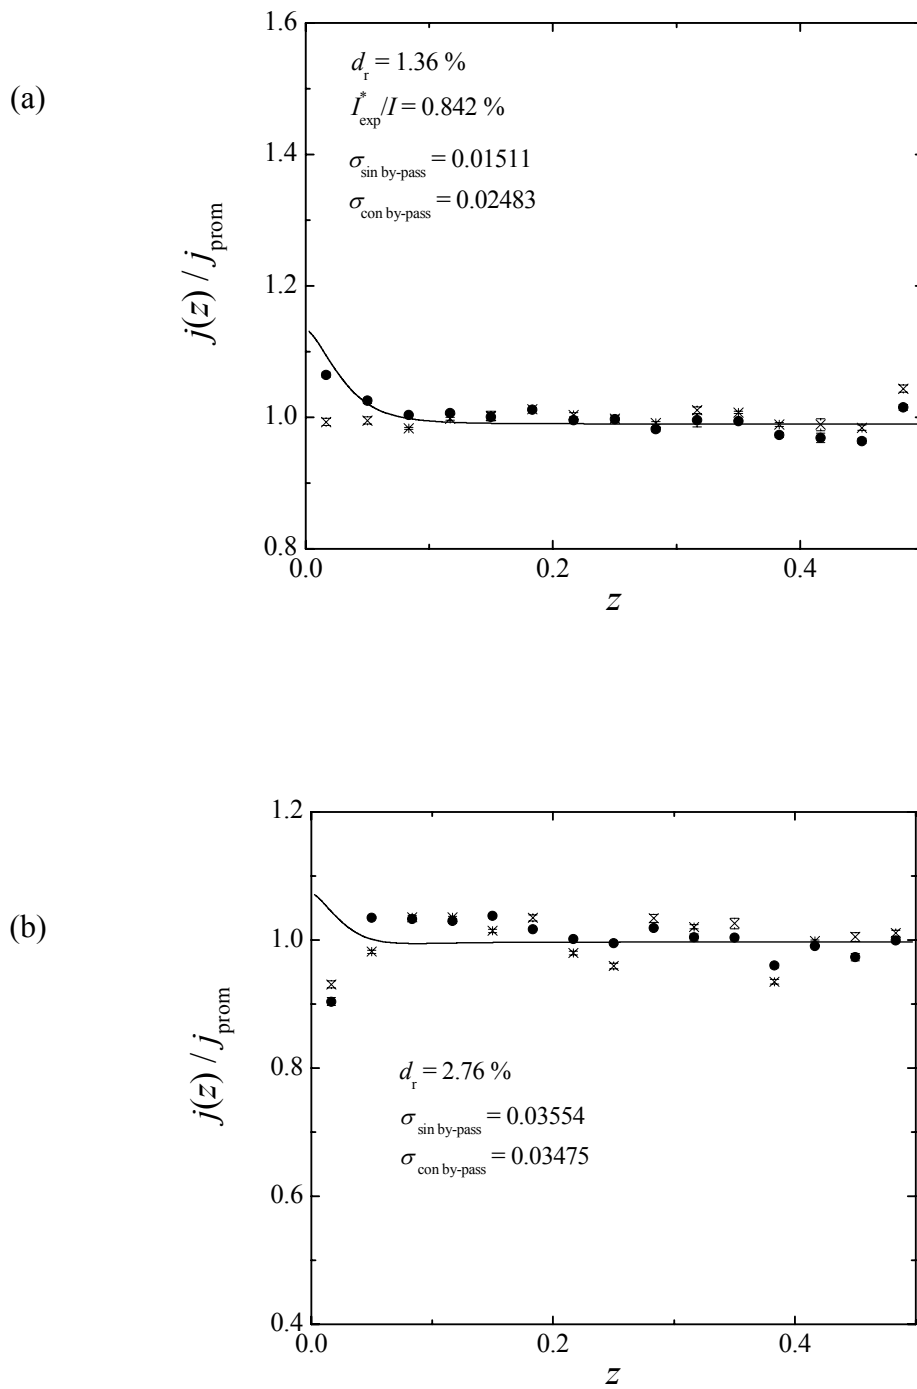 (a)
1.6
1.4
1.2
1.0
0.8
0.0
0.2
0.4
z
j(z) / j_prom
d_r = 1.36 %
I*_exp/I = 0.842 %
σ_sin by-pass = 0.01511
σ_con by-pass = 0.02483
(b)
1.2
1.0
0.8
0.6
0.4
0.0
0.2
0.4
z
j(z) / j_prom
d_r = 2.76 %
σ_sin by-pass = 0.03554
σ_con by-pass = 0.03475